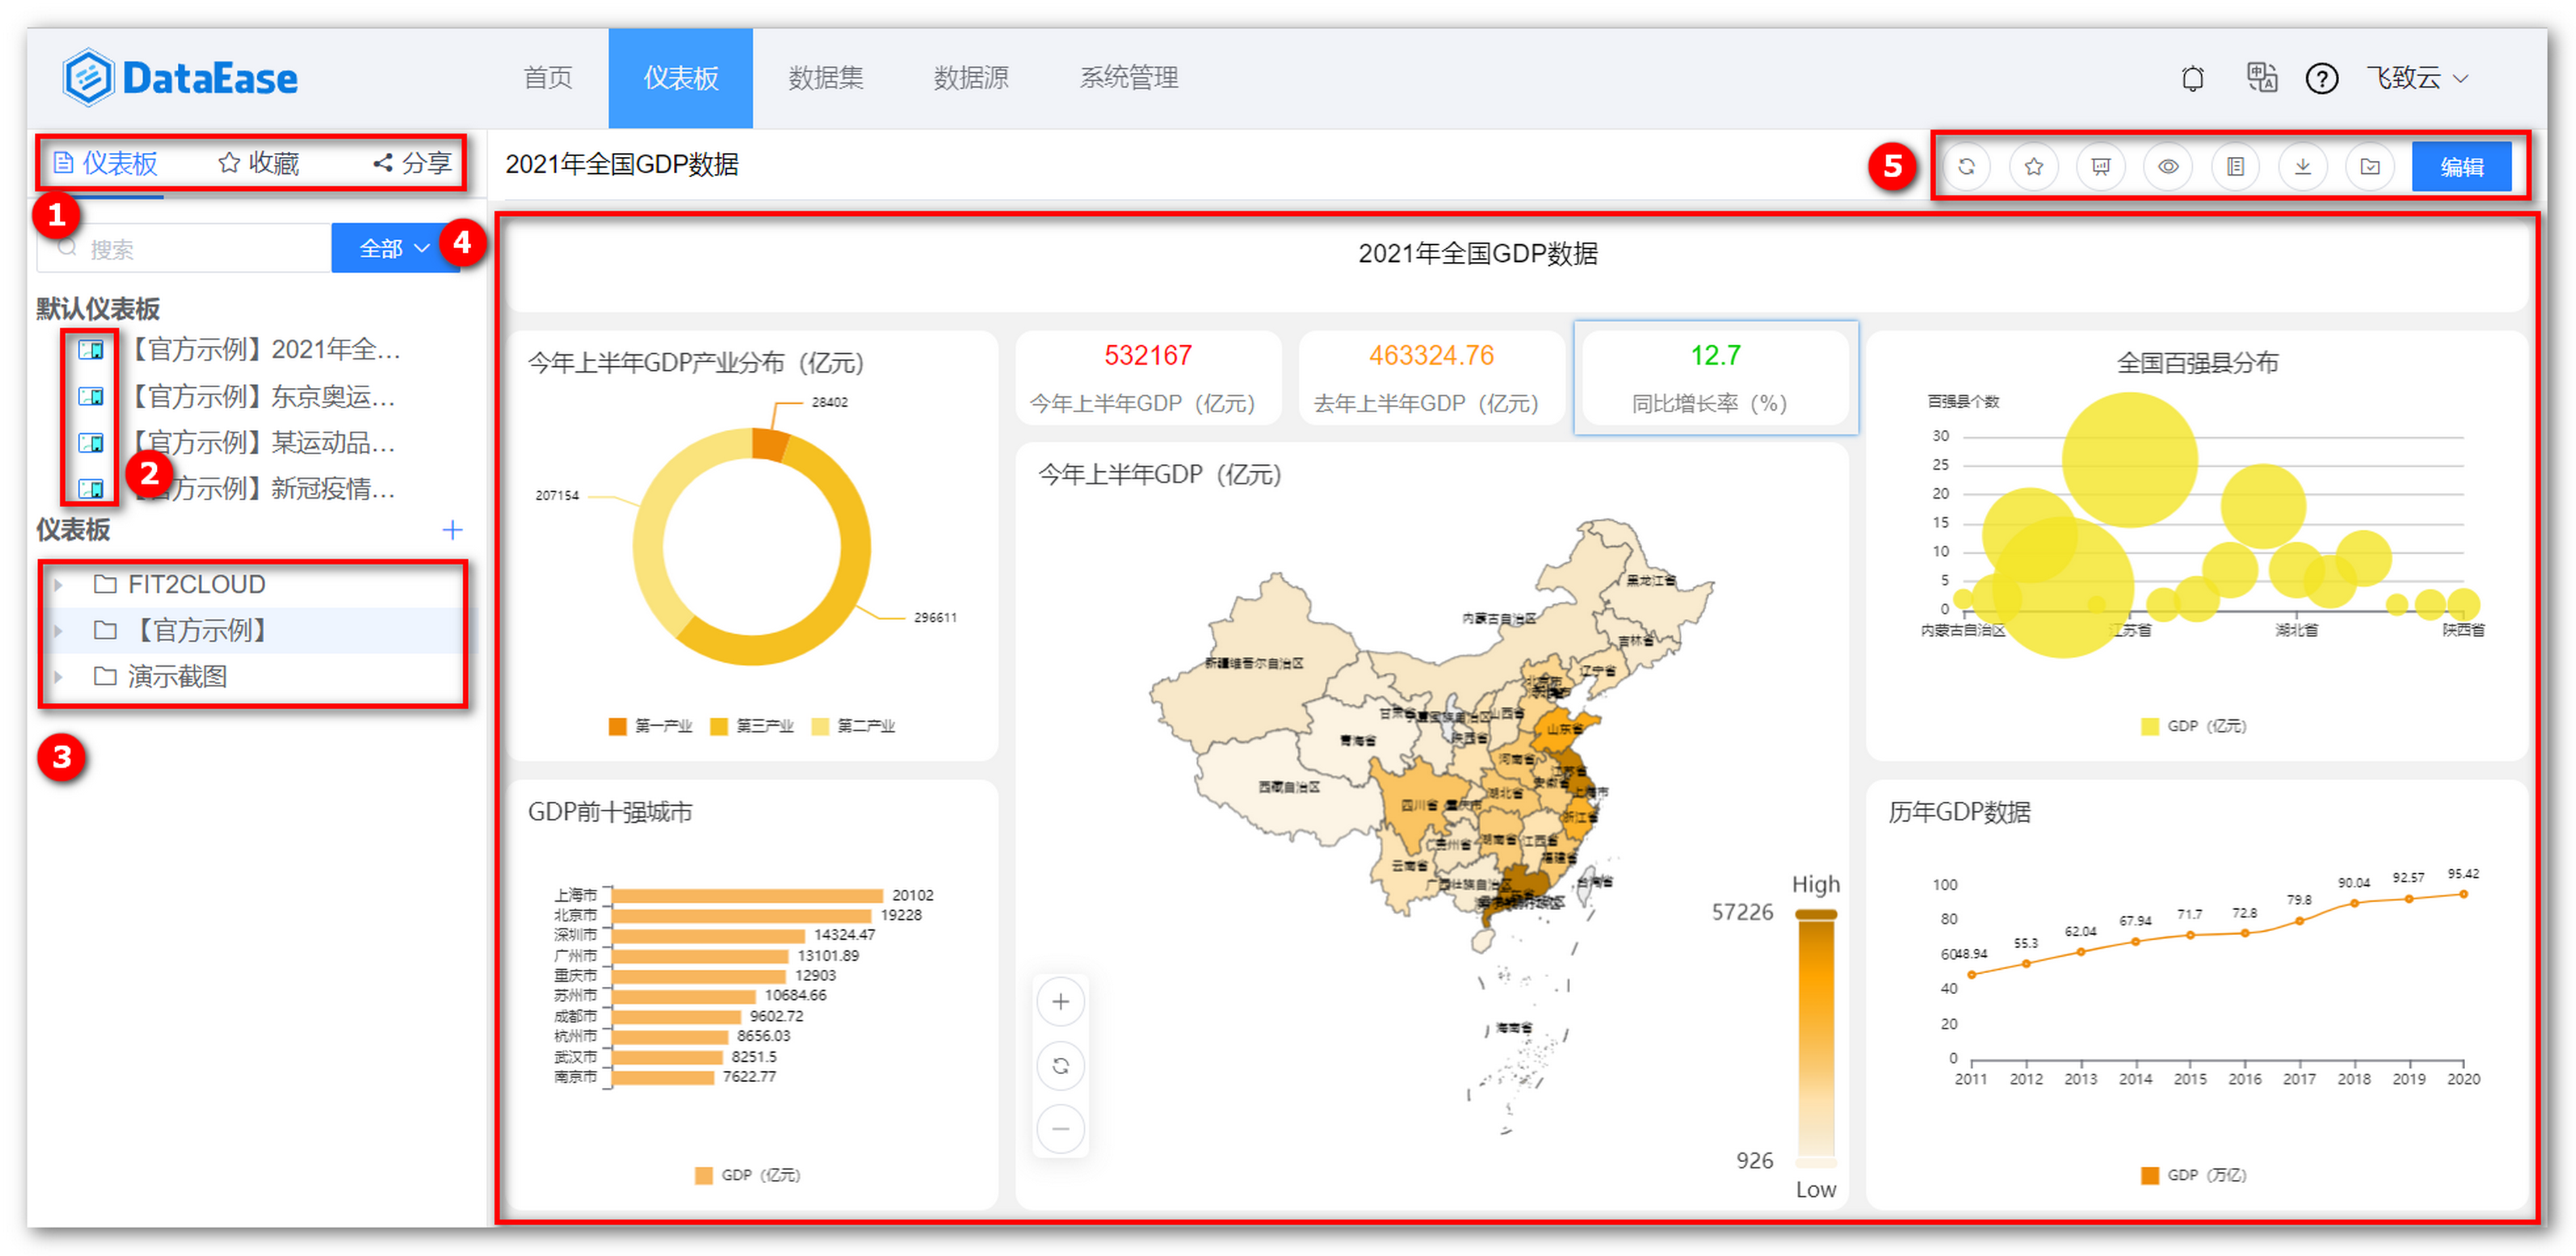 DataEase
首页 仪表板 数据集 数据源 系统管理
飞致云
仪表板 收藏 分享
2021年全国GDP数据
5
编辑
1
搜索
全部
4
默认仪表板
【官方示例】2021年全...
【官方示例】东京奥运...
【官方示例】某运动品...
官方示例】新冠疫情...
2
仪表板
FIT2CLOUD
【官方示例】
演示截图
3
2021年全国GDP数据
今年上半年GDP产业分布（亿元）
28402
207154
296611
第一产业 第三产业 第二产业
GDP前十强城市
上海市 20102
北京市 19228
深圳市 14324.47
广州市 13101.89
重庆市 12903
苏州市 10684.66
成都市 9602.72
杭州市 8656.03
武汉市 8251.5
南京市 7622.77
GDP（亿元）
532167
今年上半年GDP（亿元）
463324.76
去年上半年GDP（亿元）
12.7
同比增长率（%）
今年上半年GDP（亿元）
黑龙江省
内蒙古自治区
吉林省
新疆维吾尔自治区
辽宁省
北京市
甘肃省
山西省
山东省
青海省
陕西省
河南省
江苏省
西藏自治区
安徽省
上海市
四川省 重庆市 湖北省
浙江省
贵州省 湖南省 江西省
云南省
福建省
广西壮族自治区
台湾省
海南省
High
57226
926
Low
全国百强县分布
百强县个数
30
25
20
15
10
5
0
内蒙古自治区 江苏省 湖北省 陕西省
GDP（亿元）
历年GDP数据
100
80
60
40
20
0
48.94 55.3 62.04 67.94 71.7 72.8 79.8 90.04 92.57 95.42
2011 2012 2013 2014 2015 2016 2017 2018 2019 2020
GDP（万亿）